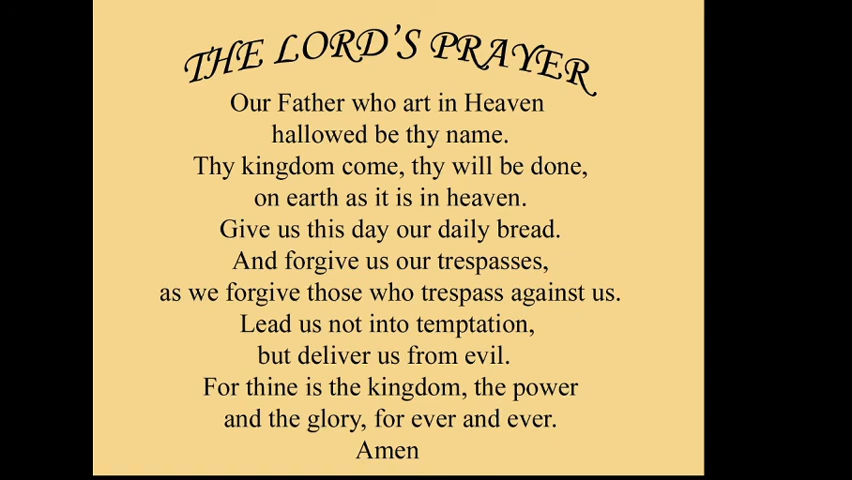 THE LORD'S PRAYER
Our Father who art in Heaven
hallowed be thy name.
Thy kingdom come, thy will be done,
on earth as it is in heaven.
Give us this day our daily bread.
And forgive us our trespasses,
as we forgive those who trespass against us.
Lead us not into temptation,
but deliver us from evil.
For thine is the kingdom, the power
and the glory, for ever and ever.
Amen